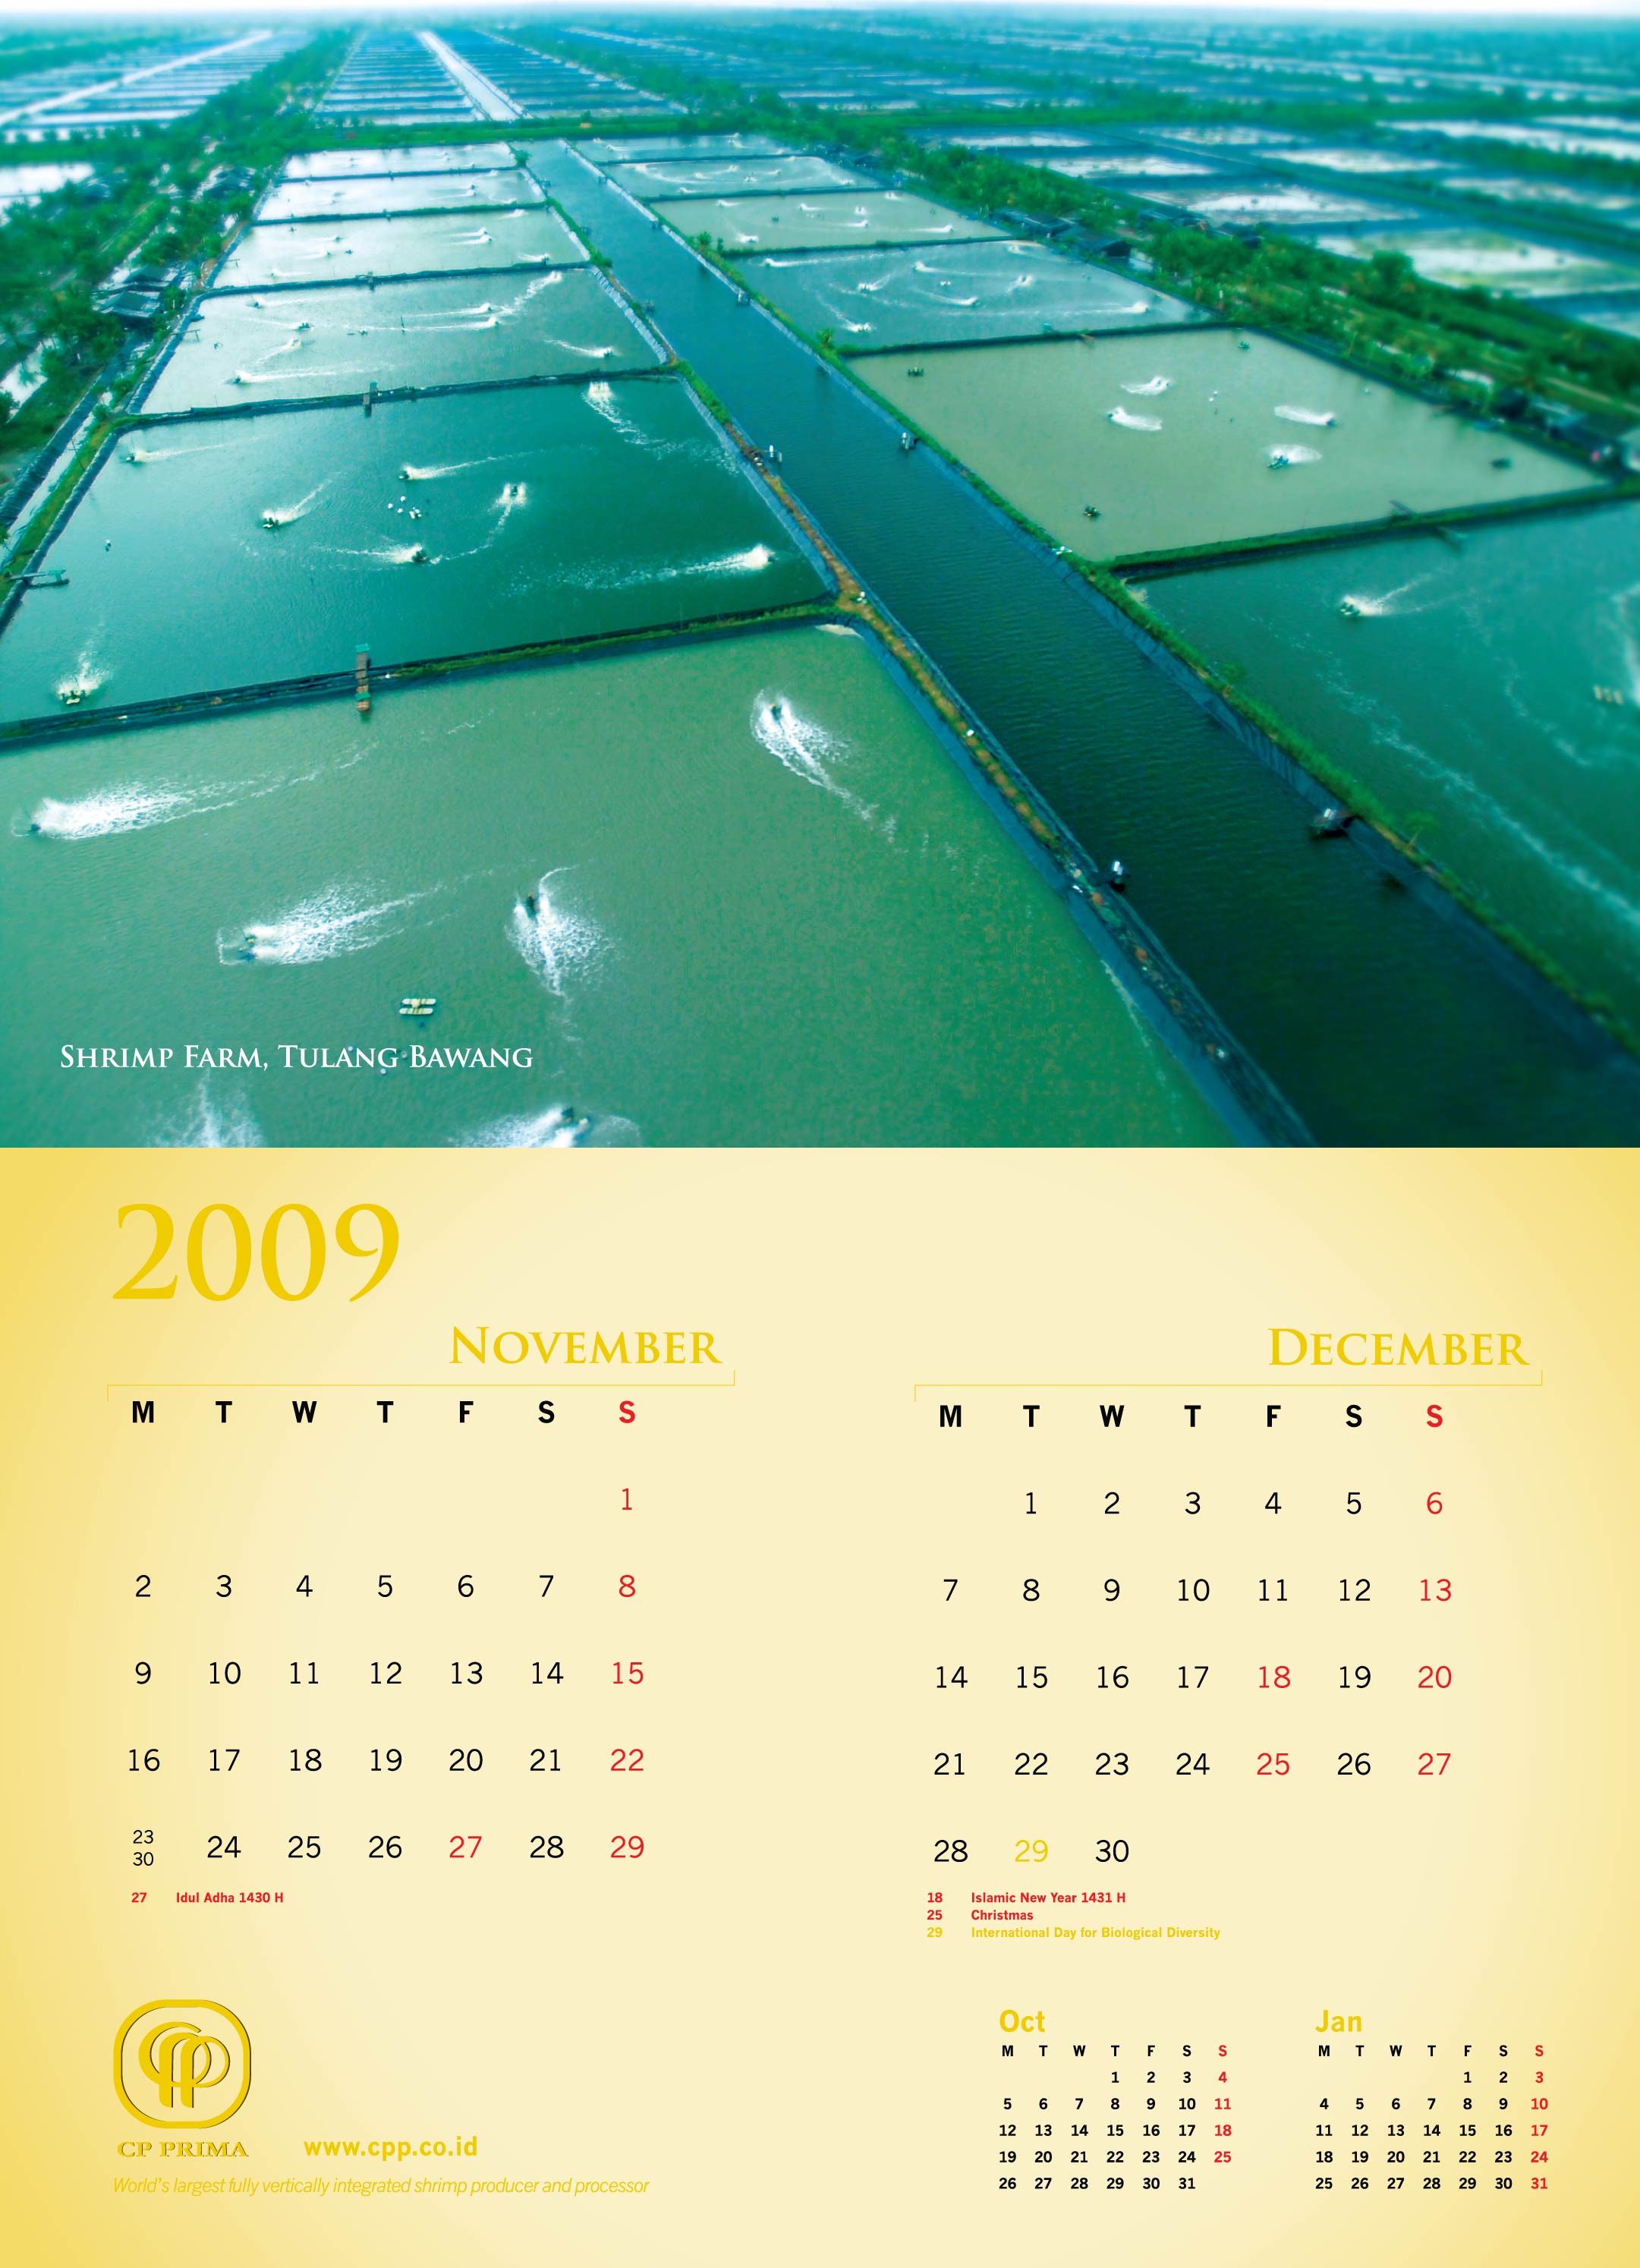 Shrimp Farm, Tulang Bawang
2009
November
M T W T F S S
1
2 3 4 5 6 7 8
9 10 11 12 13 14 15
16 17 18 19 20 21 22
23
30 24 25 26 27 28 29
27 Idul Adha 1430 H
December
M T W T F S S
1 2 3 4 5 6
7 8 9 10 11 12 13
14 15 16 17 18 19 20
21 22 23 24 25 26 27
28 29 30
18 Islamic New Year 1431 H
25 Christmas
29 International Day for Biological Diversity
CP PRIMA
www.cpp.co.id
World's largest fully vertically integrated shrimp producer and processor
Oct
M T W T F S S
1 2 3 4
5 6 7 8 9 10 11
12 13 14 15 16 17 18
19 20 21 22 23 24 25
26 27 28 29 30 31
Jan
M T W T F S S
1 2 3
4 5 6 7 8 9 10
11 12 13 14 15 16 17
18 19 20 21 22 23 24
25 26 27 28 29 30 31